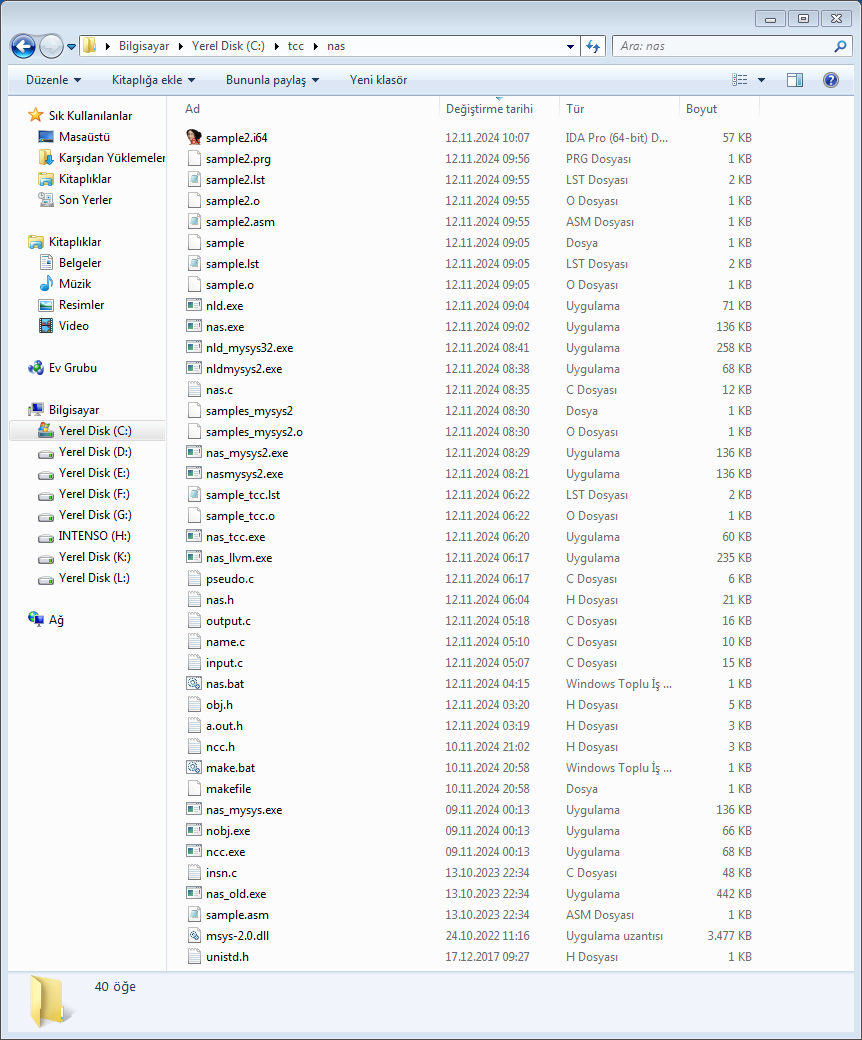 Bilgisayar Yerel Disk (C:) tcc nas Ara: nas
Düzenle Kitaplığa ekle Bununla paylaş Yeni klasör
Sık Kullanılanlar
Masaüstü
Karşıdan Yüklemeler
Kitaplıklar
Son Yerler
Kitaplıklar
Belgeler
Müzik
Resimler
Video
Ev Grubu
Bilgisayar
Yerel Disk (C:)
Yerel Disk (D:)
Yerel Disk (E:)
Yerel Disk (F:)
Yerel Disk (G:)
INTENSO (H:)
Yerel Disk (K:)
Yerel Disk (L:)
Ağ
Ad Değiştirme tarihi Tür Boyut
sample2.i64 12.11.2024 10:07 IDA Pro (64-bit) D... 57 KB
sample2.prg 12.11.2024 09:56 PRG Dosyası 1 KB
sample2.lst 12.11.2024 09:55 LST Dosyası 2 KB
sample2.o 12.11.2024 09:55 O Dosyası 1 KB
sample2.asm 12.11.2024 09:55 ASM Dosyası 1 KB
sample 12.11.2024 09:05 Dosya 1 KB
sample.lst 12.11.2024 09:05 LST Dosyası 2 KB
sample.o 12.11.2024 09:05 O Dosyası 1 KB
nld.exe 12.11.2024 09:04 Uygulama 71 KB
nas.exe 12.11.2024 09:02 Uygulama 136 KB
nld_mysys32.exe 12.11.2024 08:41 Uygulama 258 KB
nldmysys2.exe 12.11.2024 08:38 Uygulama 68 KB
nas.c 12.11.2024 08:35 C Dosyası 12 KB
samples_mysys2 12.11.2024 08:30 Dosya 1 KB
samples_mysys2.o 12.11.2024 08:30 O Dosyası 1 KB
nas_mysys2.exe 12.11.2024 08:29 Uygulama 136 KB
nasmysys2.exe 12.11.2024 08:21 Uygulama 136 KB
sample_tcc.lst 12.11.2024 06:22 LST Dosyası 2 KB
sample_tcc.o 12.11.2024 06:22 O Dosyası 1 KB
nas_tcc.exe 12.11.2024 06:20 Uygulama 60 KB
nas_llvm.exe 12.11.2024 06:17 Uygulama 235 KB
pseudo.c 12.11.2024 06:17 C Dosyası 6 KB
nas.h 12.11.2024 06:04 H Dosyası 21 KB
output.c 12.11.2024 05:18 C Dosyası 16 KB
name.c 12.11.2024 05:10 C Dosyası 10 KB
input.c 12.11.2024 05:07 C Dosyası 15 KB
nas.bat 12.11.2024 04:15 Windows Toplu İş ... 1 KB
obj.h 12.11.2024 03:20 H Dosyası 5 KB
a.out.h 12.11.2024 03:19 H Dosyası 3 KB
ncc.h 10.11.2024 21:02 H Dosyası 3 KB
make.bat 10.11.2024 20:58 Windows Toplu İş ... 1 KB
makefile 10.11.2024 20:58 Dosya 1 KB
nas_mysys.exe 09.11.2024 00:13 Uygulama 136 KB
nobj.exe 09.11.2024 00:13 Uygulama 66 KB
ncc.exe 09.11.2024 00:13 Uygulama 68 KB
insn.c 13.10.2023 22:34 C Dosyası 48 KB
nas_old.exe 13.10.2023 22:34 Uygulama 442 KB
sample.asm 13.10.2023 22:34 ASM Dosyası 1 KB
msys-2.0.dll 24.10.2022 11:16 Uygulama uzantısı 3.477 KB
unistd.h 17.12.2017 09:27 H Dosyası 1 KB
40 öğe